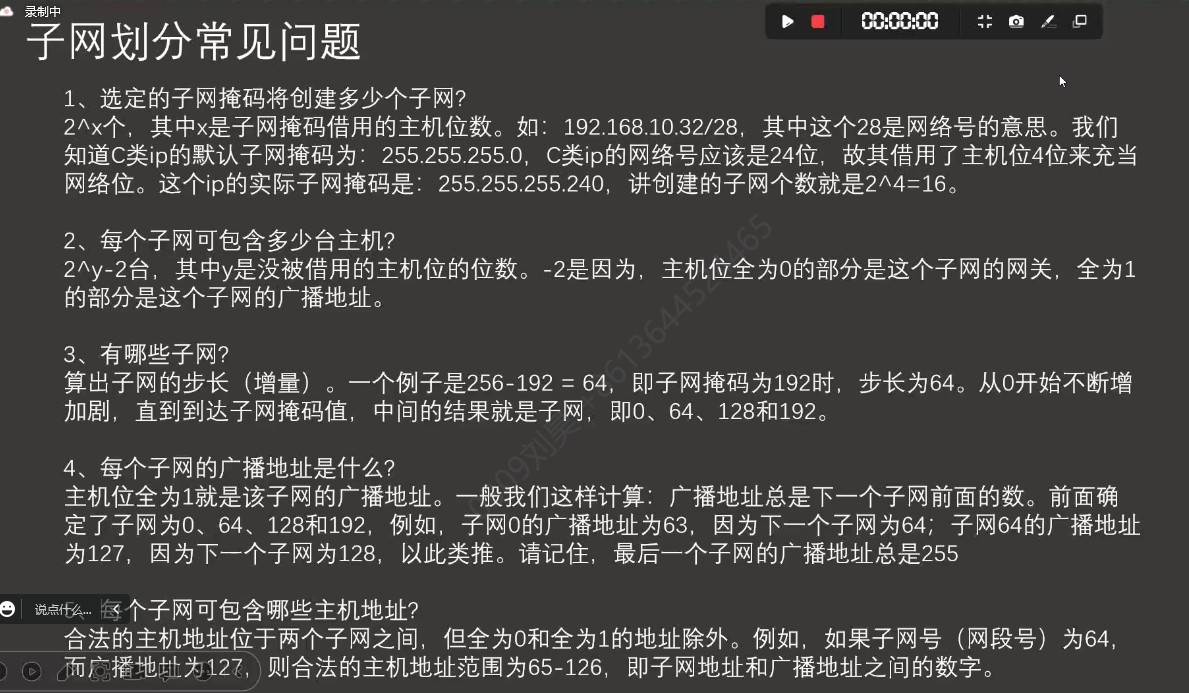 录制中
子网划分常见问题
00:00:00
1、选定的子网掩码将创建多少个子网?
2^x个，其中x是子网掩码借用的主机位数。如：192.168.10.32/28，其中这个28是网络号的意思。我们
知道C类ip的默认子网掩码为：255.255.255.0，C类ip的网络号应该是24位，故其借用了主机位4位来充当
网络位。这个ip的实际子网掩码是：255.255.255.240，讲创建的子网个数就是2^4=16。
2、每个子网可包含多少台主机?
2^y-2台，其中y是没被借用的主机位的位数。-2是因为，主机位全为0的部分是这个子网的网关，全为1
的部分是这个子网的广播地址。
3、有哪些子网?
算出子网的步长（增量）。一个例子是256-192 = 64，即子网掩码为192时，步长为64。从0开始不断增
加剧，直到到达子网掩码值，中间的结果就是子网，即0、64、128和192。
4、每个子网的广播地址是什么?
主机位全为1就是该子网的广播地址。一般我们这样计算：广播地址总是下一个子网前面的数。前面确
定了子网为0、64、128和192，例如，子网0的广播地址为63，因为下一个子网为64；子网64的广播地址
为127，因为下一个子网为128，以此类推。请记住，最后一个子网的广播地址总是255
说点什么...
每个子网可包含哪些主机地址?
合法的主机地址位于两个子网之间，但全为0和全为1的地址除外。例如，如果子网号（网段号）为64，
而广播地址为127，则合法的主机地址范围为65-126，即子网地址和广播地址之间的数字。